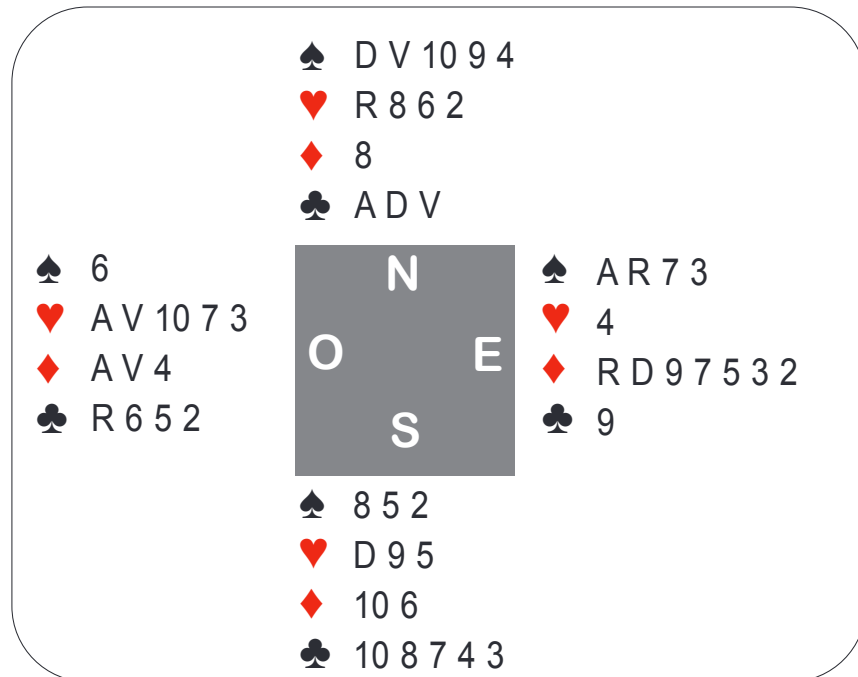 ♠ D V 10 9 4
♥ R 8 6 2
♦ 8
♣ A D V
♠ 6
♥ A V 10 7 3
♦ A V 4
♣ R 6 5 2
N
O E
S
♠ A R 7 3
♥ 4
♦ R D 9 7 5 3 2
♣ 9
♠ 8 5 2
♥ D 9 5
♦ 10 6
♣ 10 8 7 4 3